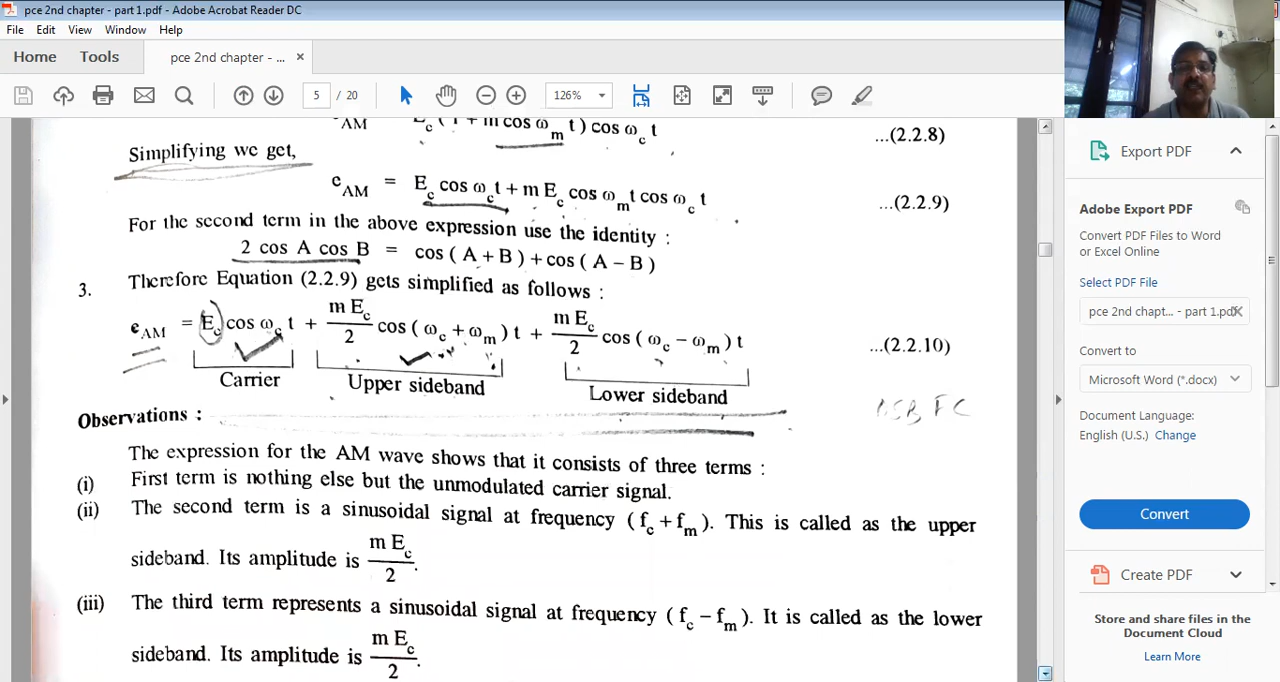 pce 2nd chapter - part 1.pdf - Adobe Acrobat Reader DC
File Edit View Window Help
Home Tools pce 2nd chapter - ... ×
5 / 20 126%
AM E_c cos ω_m t) cos ω_c t ...(2.2.8)
Simplifying we get,
e_AM = E_c cos ω_c t + m E_c cos ω_m t cos ω_c t ...(2.2.9)
For the second term in the above expression use the identity :
2 cos A cos B = cos ( A + B ) + cos ( A – B )
3. Therefore Equation (2.2.9) gets simplified as follows :
e_AM = E_c cos ω_c t + m E_c / 2 cos ( ω_c + ω_m ) t + m E_c / 2 cos ( ω_c – ω_m ) t ...(2.2.10)
Carrier Upper sideband Lower sideband
Observations :
The expression for the AM wave shows that it consists of three terms :
(i) First term is nothing else but the unmodulated carrier signal.
(ii) The second term is a sinusoidal signal at frequency ( f_c + f_m ). This is called as the upper
sideband. Its amplitude is m E_c / 2.
(iii) The third term represents a sinusoidal signal at frequency ( f_c – f_m ). It is called as the lower
sideband. Its amplitude is m E_c / 2.
Export PDF
Adobe Export PDF
Convert PDF Files to Word
or Excel Online
Select PDF File
pce 2nd chapt... - part 1.pdf
Convert to
Microsoft Word (*.docx)
Document Language:
English (U.S.) Change
Convert
Create PDF
Store and share files in the
Document Cloud
Learn More